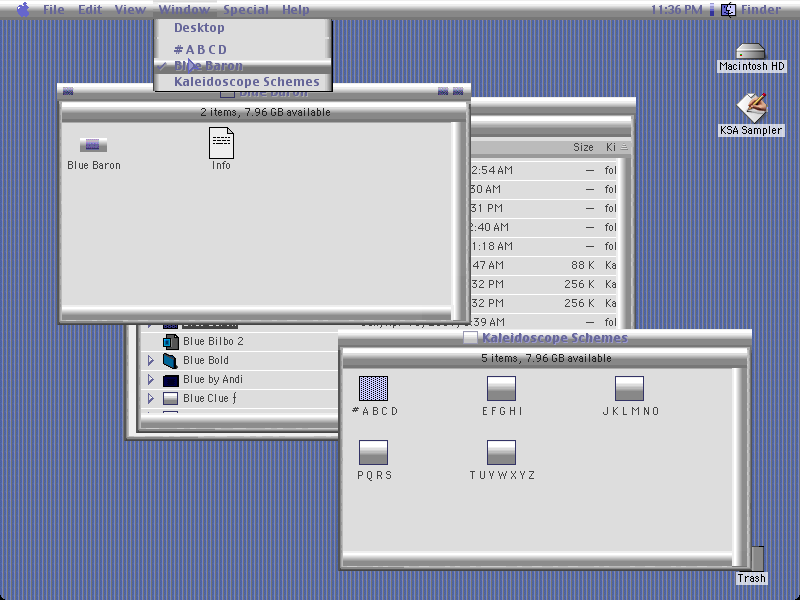 File Edit View Window Special Help 11:36 PM Finder
Desktop
#ABCD
Blue Baron
Kaleidoscope Schemes
Macintosh HD
KSA Sampler
Blue Baron
2 items, 7.96 GB available
Blue Baron
Info
Size Ki
2:54 AM — fol
30 AM — fol
31 PM — fol
2:40 AM — fol
1:18 AM — fol
47 AM 88 K Ka
32 PM 256 K Ka
32 PM 256 K Ka
39 AM — fol
Blue Bilbo 2
Blue Bold
Blue by Andi
Blue Clue ƒ
Kaleidoscope Schemes
5 items, 7.96 GB available
#ABCD
EFGHI
JKLMNO
PQRS
TUVWXYZ
Trash